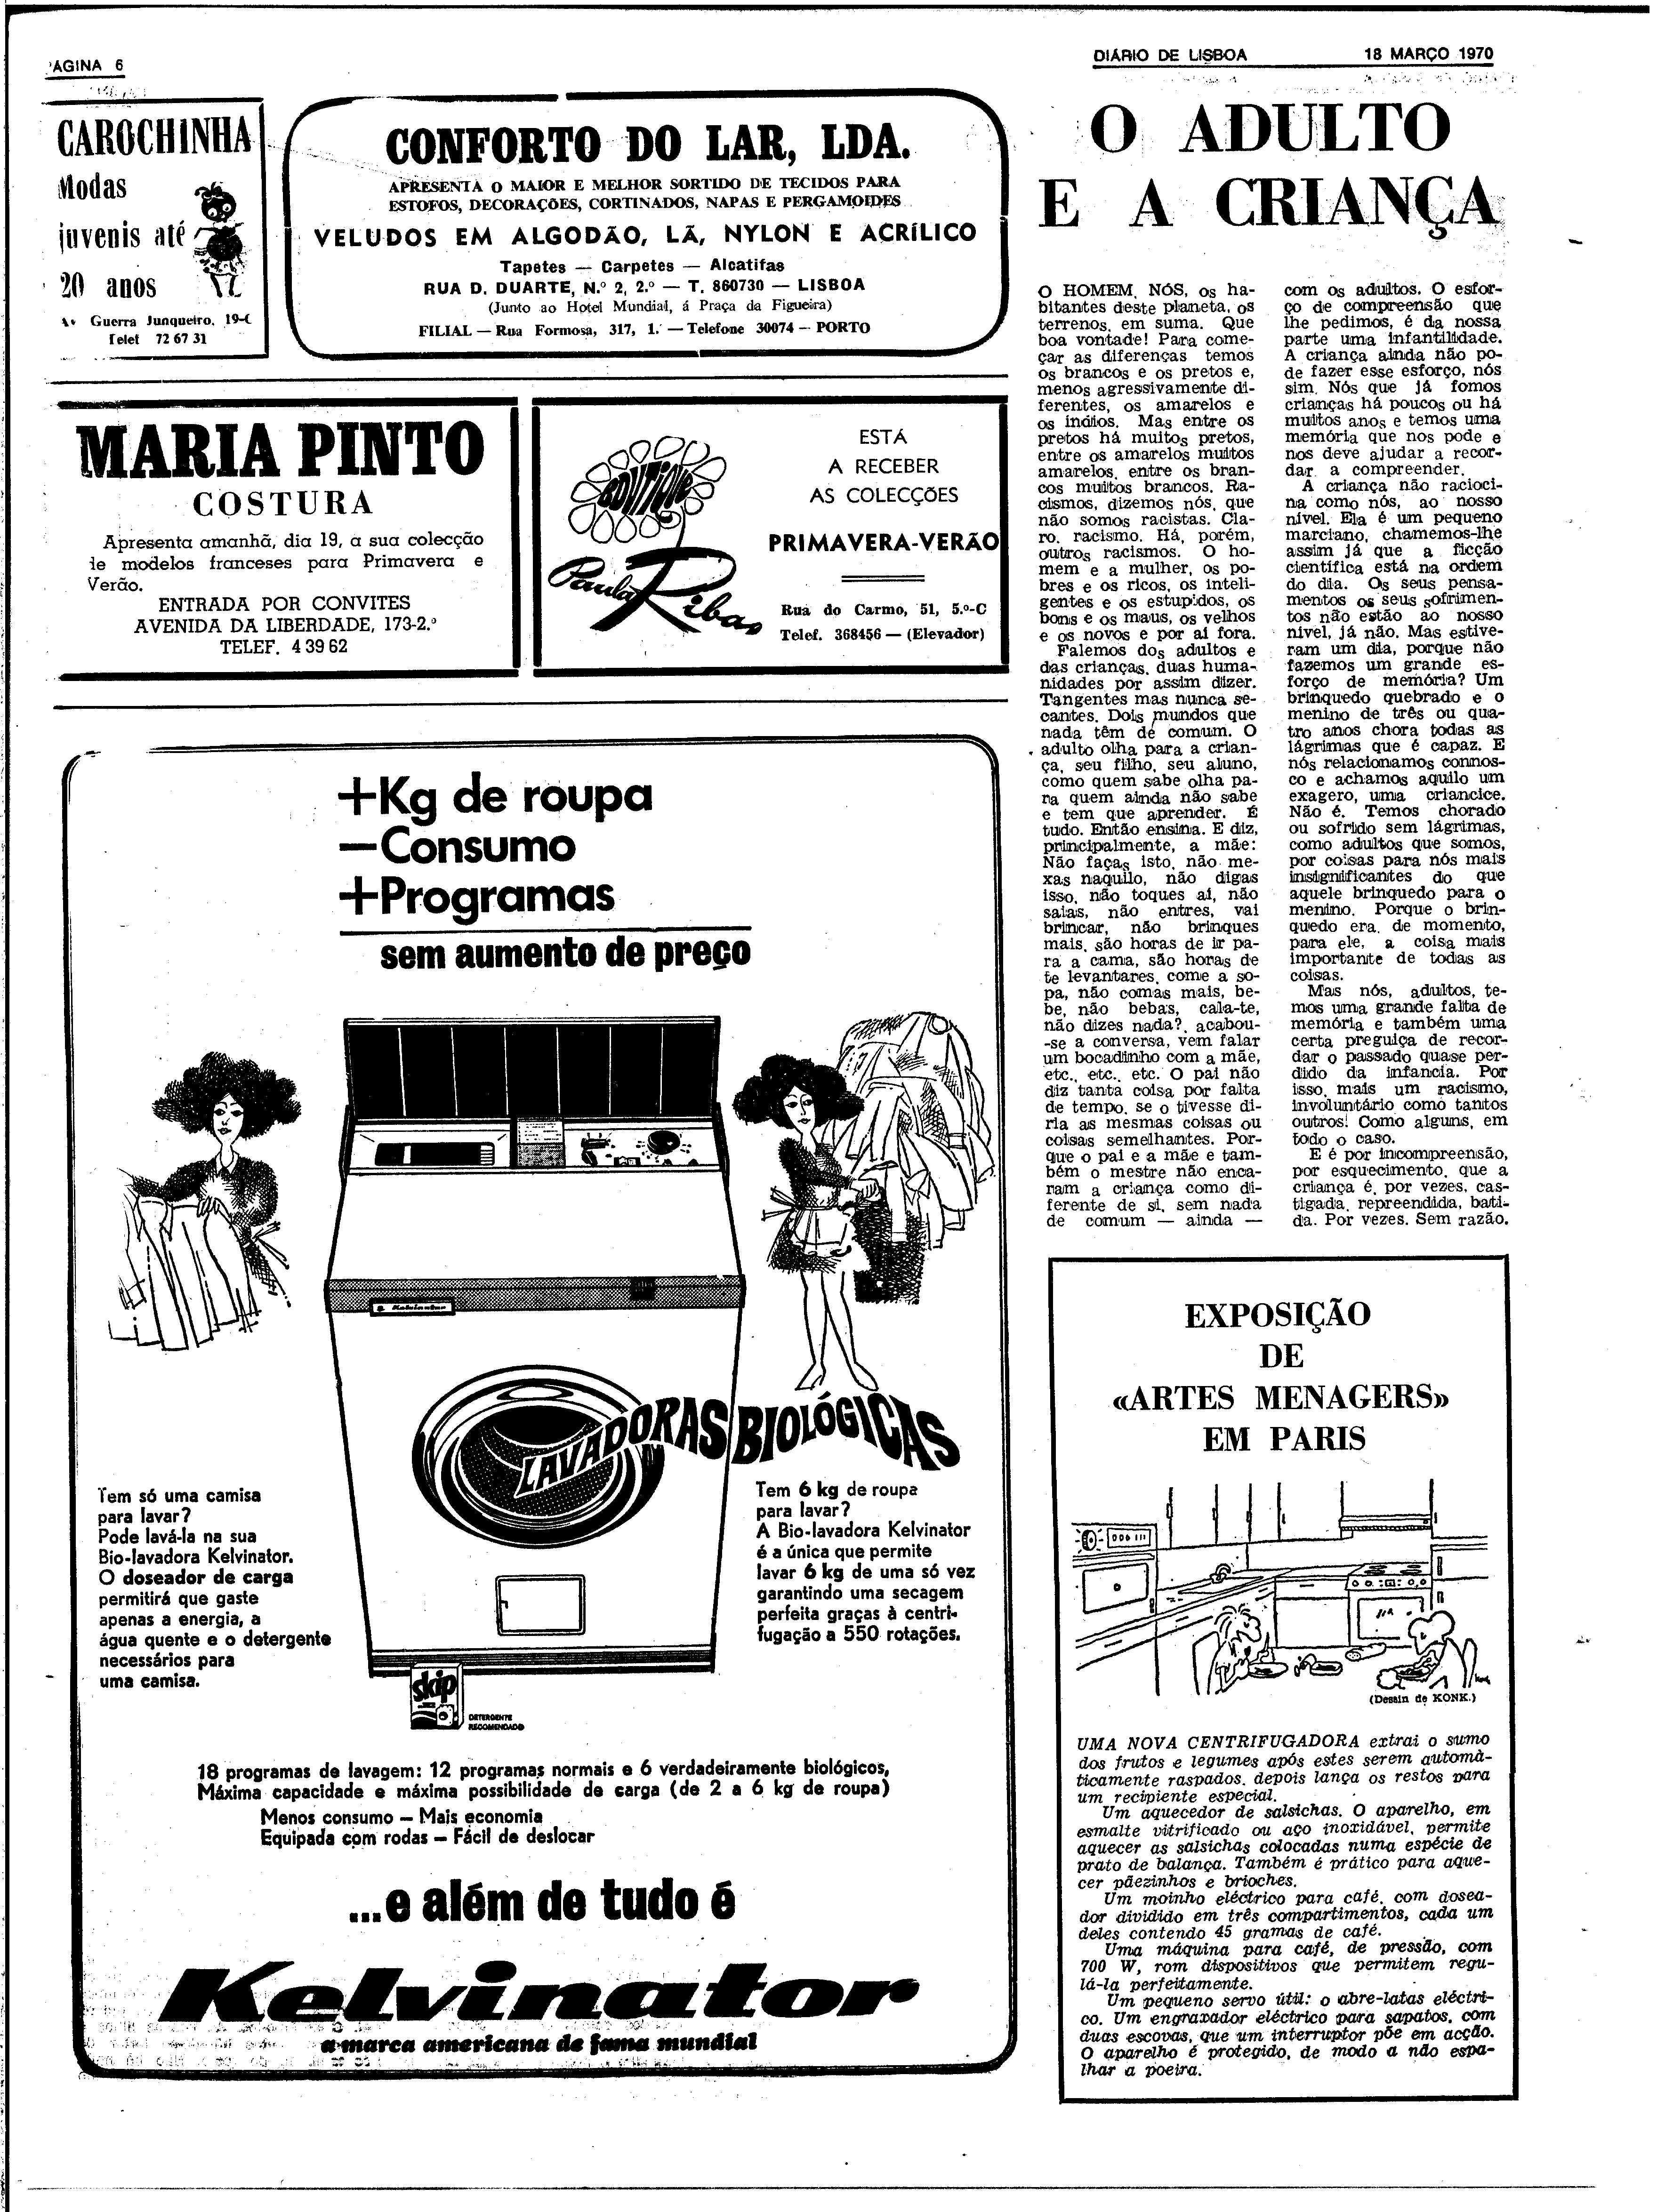 PÁGINA 6
DIÁRIO DE LISBOA
18 MARÇO 1970
CAROCHINHA
Modas
juvenis até
20 anos
Av Guerra Junqueiro, 19-C
Telef 72 67 31
CONFORTO DO LAR, LDA.
APRESENTA O MAIOR E MELHOR SORTIDO DE TECIDOS PARA
ESTOFOS, DECORAÇÕES, CORTINADOS, NAPAS E PERGAMOIDES
VELUDOS EM ALGODÃO, LÃ, NYLON E ACRÍLICO
Tapetes — Carpetes — Alcatifas
RUA D. DUARTE, N.º 2, 2.º — T. 860730 — LISBOA
(Junto ao Hotel Mundial, á Praça da Figueira)
FILIAL — Rua Formosa, 317, 1.º — Telefone 30074 — PORTO
MARIA PINTO
COSTURA
Apresenta amanhã, dia 19, a sua colecção
de modelos franceses para Primavera e
Verão.
ENTRADA POR CONVITES
AVENIDA DA LIBERDADE, 173-2.º
TELEF. 4 39 62
BOUTIQUE
Paula Ribas
ESTÁ
A RECEBER
AS COLECÇÕES
PRIMAVERA-VERÃO
Rua do Carmo, 51, 5.º-C
Telef. 368456 — (Elevador)
+Kg de roupa
—Consumo
+Programas
sem aumento de preço
Kelvinator
LAVADORAS BIOLÓGICAS
Tem só uma camisa
para lavar?
Pode lavá-la na sua
Bio-lavadora Kelvinator.
O doseador de carga
permitirá que gaste
apenas a energia, a
água quente e o detergente
necessários para
uma camisa.
Tem 6 kg de roupa
para lavar?
A Bio-lavadora Kelvinator
é a única que permite
lavar 6 kg de uma só vez
garantindo uma secagem
perfeita graças à centri-
fugação a 550 rotações.
skip
DETERGENTE
RECOMENDADO
18 programas de lavagem: 12 programas normais e 6 verdadeiramente biológicos,
Máxima capacidade e máxima possibilidade de carga (de 2 a 6 kg de roupa)
Menos consumo — Mais economia
Equipada com rodas — Fácil de deslocar
...e além de tudo é
Kelvinator
a marca americana de fama mundial
O ADULTO
E A CRIANÇA
O HOMEM, NÓS, os ha-
bitantes deste planeta, os
terrenos, em suma. Que
boa vontade! Para come-
çar as diferenças temos
os brancos e os pretos e,
menos agressivamente di-
ferentes, os amarelos e
os indios. Mas entre os
pretos há muitos pretos,
entre os amarelos muitos
amarelos, entre os bran-
cos muitos brancos. Ra-
cismos, dizemos nós, que
não somos racistas. Cla-
ro, racismo. Há, porém,
outros racismos. O ho-
mem e a mulher, os po-
bres e os ricos, os inteli-
gentes e os estupidos, os
bons e os maus, os velhos
e os novos e por ai fora.
Falemos dos adultos e
das crianças, duas huma-
nidades por assim dizer.
Tangentes mas nunca se-
cantes. Dois mundos que
nada têm de comum. O
adulto olha para a crian-
ça, seu filho, seu aluno,
como quem sabe olha pa-
ra quem ainda não sabe
e tem que aprender. É
tudo. Então ensina. E diz,
principalmente, a mãe:
Não faças isto, não me-
xas naquilo, não digas
isso, não toques ai, não
saias, não entres, vai
brincar, não brinques
mais, são horas de ir pa-
ra a cama, são horas de
te levantares, come a so-
pa, não comas mais, be-
be, não bebas, cala-te,
não dizes nada?, acabou-
-se a conversa, vem falar
um bocadinho com a mãe,
etc., etc., etc. O pai não
diz tanta coisa por falta
de tempo, se o tivesse di-
ria as mesmas coisas ou
coisas semelhantes. Por-
que o pai e a mãe e tam-
bém o mestre não enca-
ram a criança como di-
ferente de si, sem nada
de comum — ainda —
com os adultos. O esfor-
ço de compreensão que
lhe pedimos, é da nossa
parte uma infantilidade.
A criança ainda não po-
de fazer esse esforço, nós
sim. Nós que já fomos
crianças há poucos ou há
muitos anos e temos uma
memória que nos pode e
nos deve ajudar a recor-
dar, a compreender.
A criança não racioci-
na como nós, ao nosso
nível. Ela é um pequeno
marciano, chamemos-lhe
assim já que a ficção
cientifica está na ordem
do dia. Os seus pensa-
mentos os seus sofrimen-
tos não estão ao nosso
nível, já não. Mas estive-
ram um dia, porque não
fazemos um grande es-
forço de memória? Um
brinquedo quebrado e o
menino de três ou qua-
tro anos chora todas as
lágrimas que é capaz. E
nós relacionamos connos-
co e achamos aquilo um
exagero, uma criancice.
Não é. Temos chorado
ou sofrido sem lágrimas,
como adultos que somos,
por coisas para nós mais
insignificantes do que
aquele brinquedo para o
menino. Porque o brin-
quedo era, de momento,
para ele, a coisa mais
importante de todas as
coisas.
Mas nós, adultos, te-
mos uma grande falta de
memória e também uma
certa preguiça de recor-
dar o passado quase per-
dido da infancia. Por
isso, mais um racismo,
involuntário como tantos
outros! Como alguns, em
todo o caso.
E é por incompreensão,
por esquecimento, que a
criança é, por vezes, cas-
tigada, repreendida, bati-
da. Por vezes. Sem razão.
EXPOSIÇÃO
DE
«ARTES MENAGERS»
EM PARIS
(Dessin de KONK.)
UMA NOVA CENTRIFUGADORA extrai o sumo
dos frutos e legumes após estes serem automà-
ticamente raspados, depois lança os restos para
um recipiente especial.
Um aquecedor de salsichas. O aparelho, em
esmalte vitrificado ou aço inoxidável, permite
aquecer as salsichas colocadas numa espécie de
prato de balança. Também é prático para aque-
cer pãezinhos e brioches.
Um moinho eléctrico para café, com dosea-
dor dividido em três compartimentos, cada um
deles contendo 45 gramas de café.
Uma máquina para café, de pressão, com
700 W, rom dispositivos que permitem regu-
lá-la perfeitamente.
Um pequeno servo útil: o abre-latas eléctri-
co. Um engraxador eléctrico para sapatos, com
duas escovas, que um interruptor põe em acção.
O aparelho é protegido, de modo a não espa-
lhar a poeira.